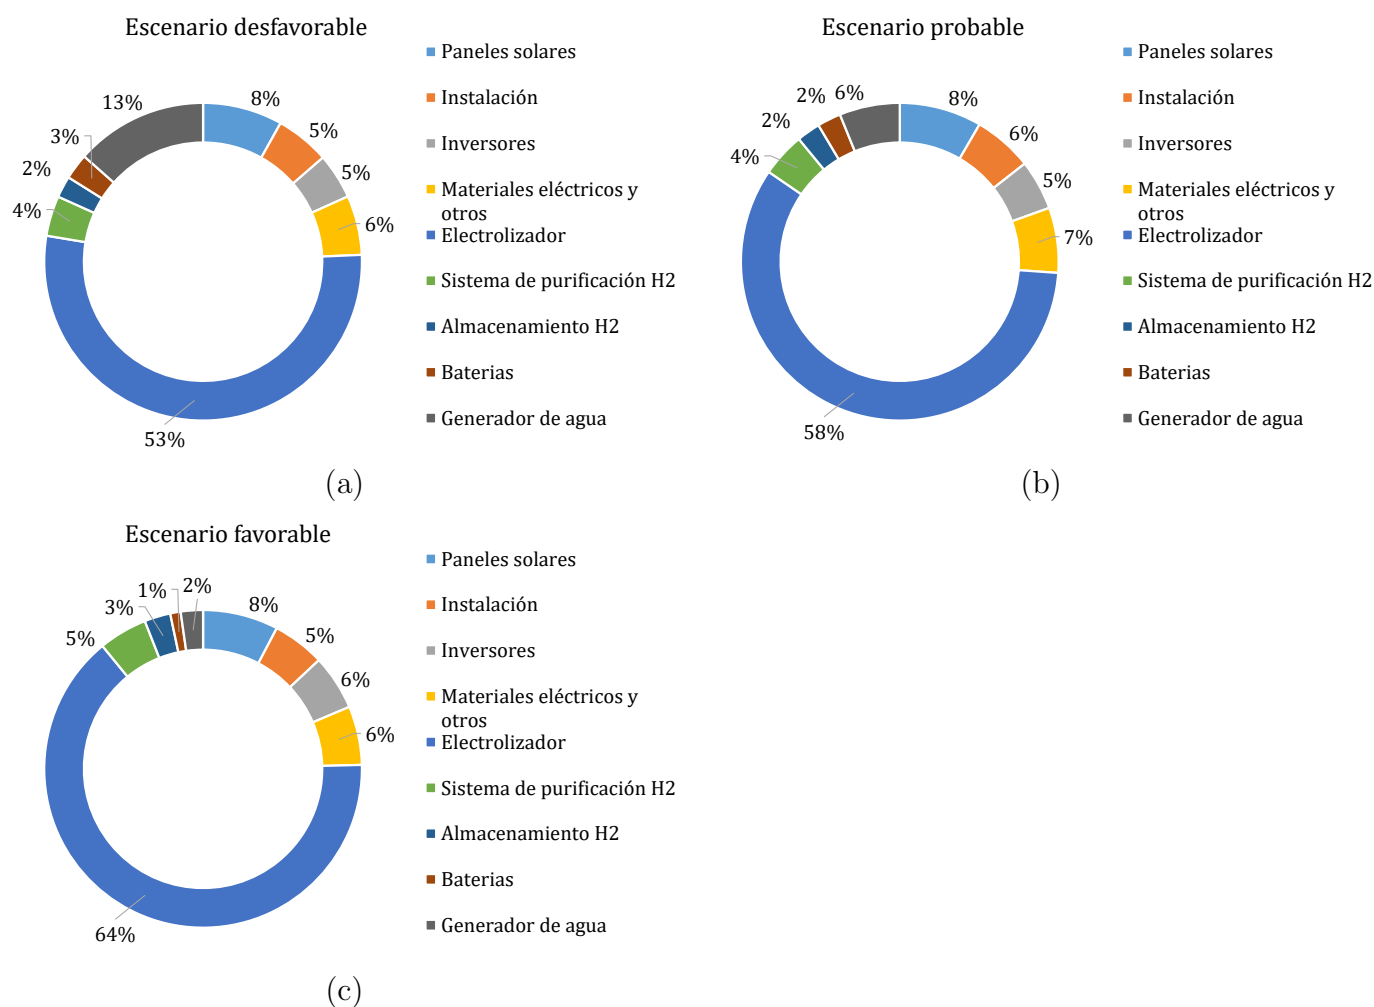 Escenario desfavorable
13%
8%
5%
5%
6%
53%
4%
2%
3%
Paneles solares
Instalación
Inversores
Materiales eléctricos y
otros
Electrolizador
Sistema de purificación H2
Almacenamiento H2
Baterias
Generador de agua
(a)
Escenario probable
8%
6%
5%
7%
58%
4%
2%
2%
6%
Paneles solares
Instalación
Inversores
Materiales eléctricos y
otros
Electrolizador
Sistema de purificación H2
Almacenamiento H2
Baterias
Generador de agua
(b)
Escenario favorable
8%
5%
6%
6%
64%
5%
3%
1%
2%
Paneles solares
Instalación
Inversores
Materiales eléctricos y
otros
Electrolizador
Sistema de purificación H2
Almacenamiento H2
Baterias
Generador de agua
(c)